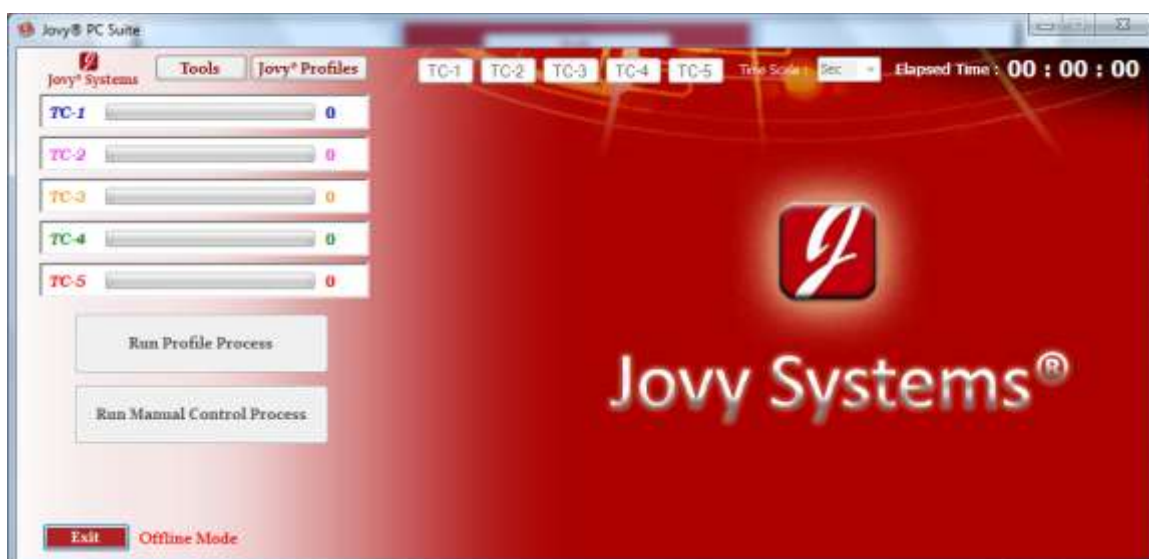 Jovy® PC Suite
Jovy® Systems
Tools
Jovy® Profiles
TC-1 TC-2 TC-3 TC-4 TC-5 Time Scale : Sec Elapsed Time : 00 : 00 : 00
TC-1 0
TC-2 0
TC-3 0
TC-4 0
TC-5 0
Run Profile Process
Run Manual Control Process
Jovy Systems®
Exit Offline Mode